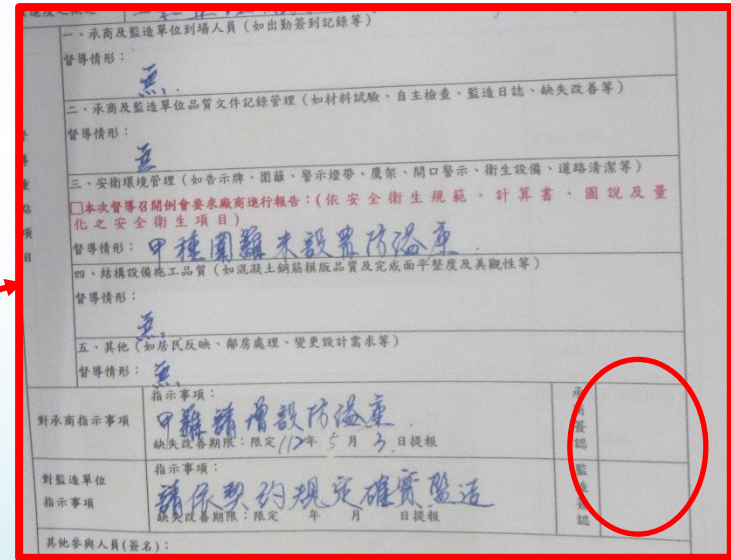 一、承商及監造單位到場人員(如出勤簽到記錄等)
督導情形：
無.
二、承商及監造單位品質文件記錄管理(如材料試驗、自主檢查、監造日誌、缺失改善等)
督導情形：
無
三、安衛環境管理(如告示牌、圍籬、警示燈帶、鷹架、開口警示、衛生設備、道路清潔等)
□本次督導召開例會要求廠商進行報告：(依安全衛生規範、計算書、圖說及量
化之安全衛生項目)
督導情形：甲種圍籬未設置防溢座.
四、結構設備施工品質(如混凝土鋼筋模版品質及完成面平整度及美觀性等)
督導情形：
無.
五、其他(如居民反映、鄰房處理、變更設計需求等)
督導情形：無.
督導重點項目
對承商指示事項
指示事項：
甲籬請增設防溢座.
缺失改善期限：限定112年5月3日提報
承商簽認
對監造單位
指示事項
指示事項：
請依契約規定確實監造
缺失改善期限：限定 年 月 日提報
監造簽認
其他參與人員(簽名)：